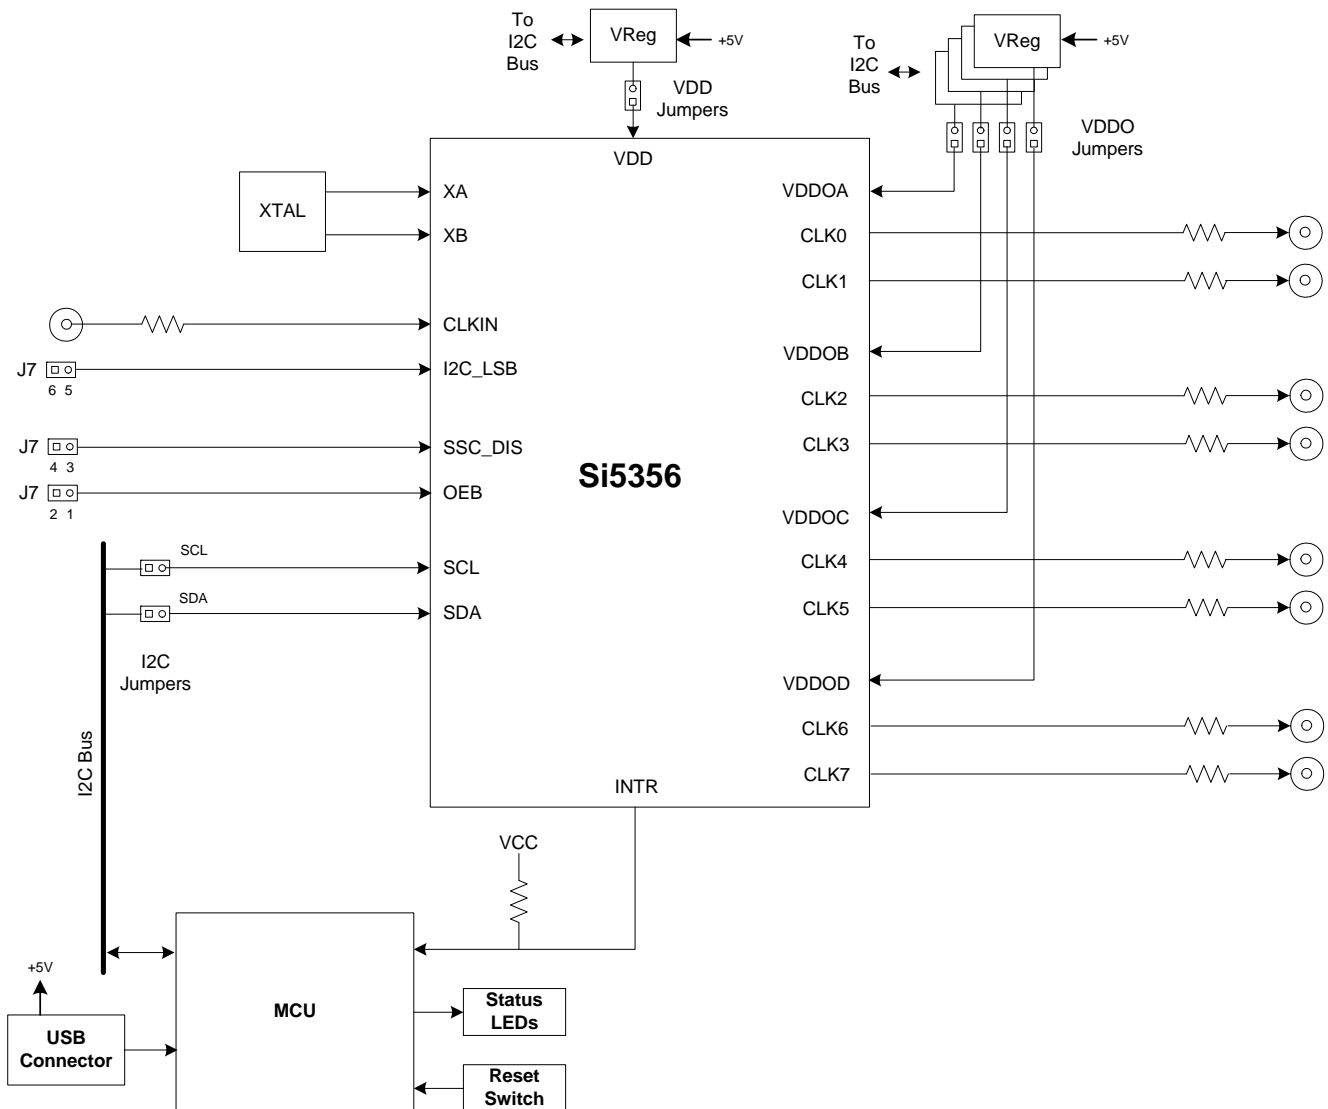 To
I2C
Bus
VReg
+5V
VDD
Jumpers
To
I2C
Bus
VReg
+5V
VDDO
Jumpers
VDD
XTAL
XA
XB
CLKIN
J7
6 5
I2C_LSB
J7
4 3
SSC_DIS
J7
2 1
OEB
SCL
SCL
SDA
SDA
I2C
Jumpers
I2C Bus
Si5356
VDDOA
CLK0
CLK1
VDDOB
CLK2
CLK3
VDDOC
CLK4
CLK5
VDDOD
CLK6
CLK7
INTR
VCC
+5V
USB
Connector
MCU
Status
LEDs
Reset
Switch